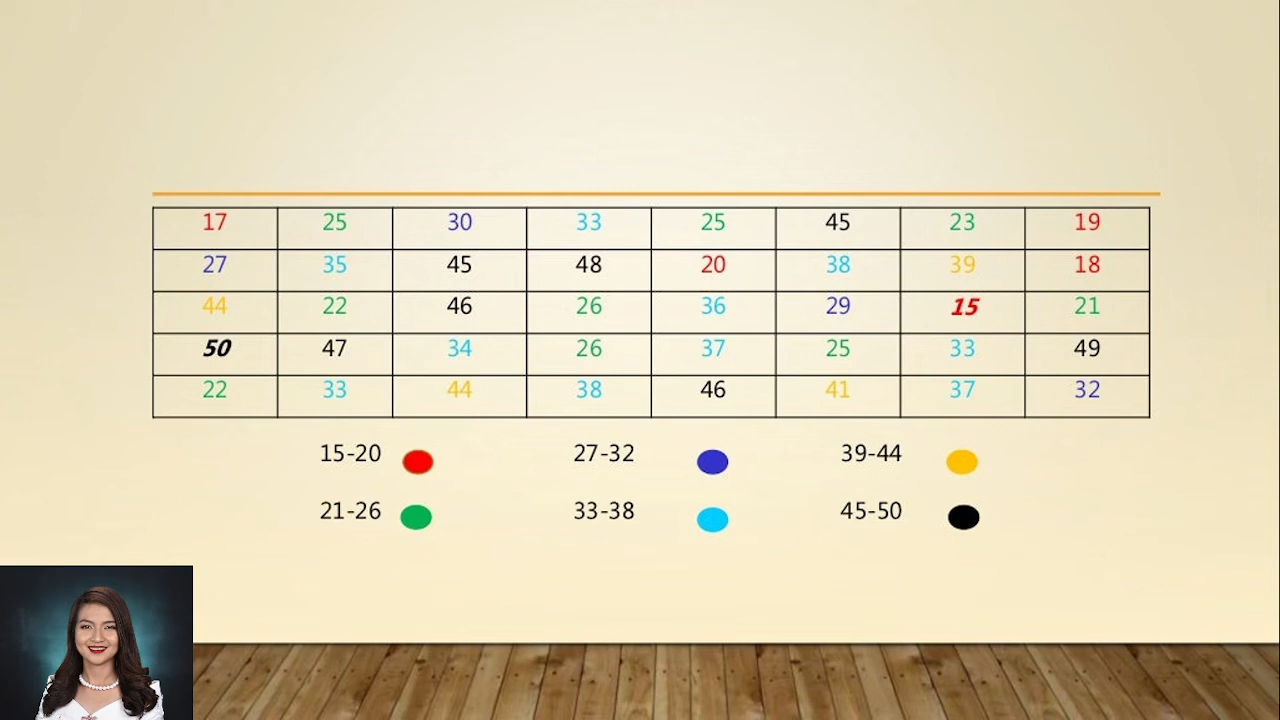 17 25 30 33 25 45 23 19
27 35 45 48 20 38 39 18
44 22 46 26 36 29 15 21
50 47 34 26 37 25 33 49
22 33 44 38 46 41 37 32
15-20 27-32 39-44
21-26 33-38 45-50